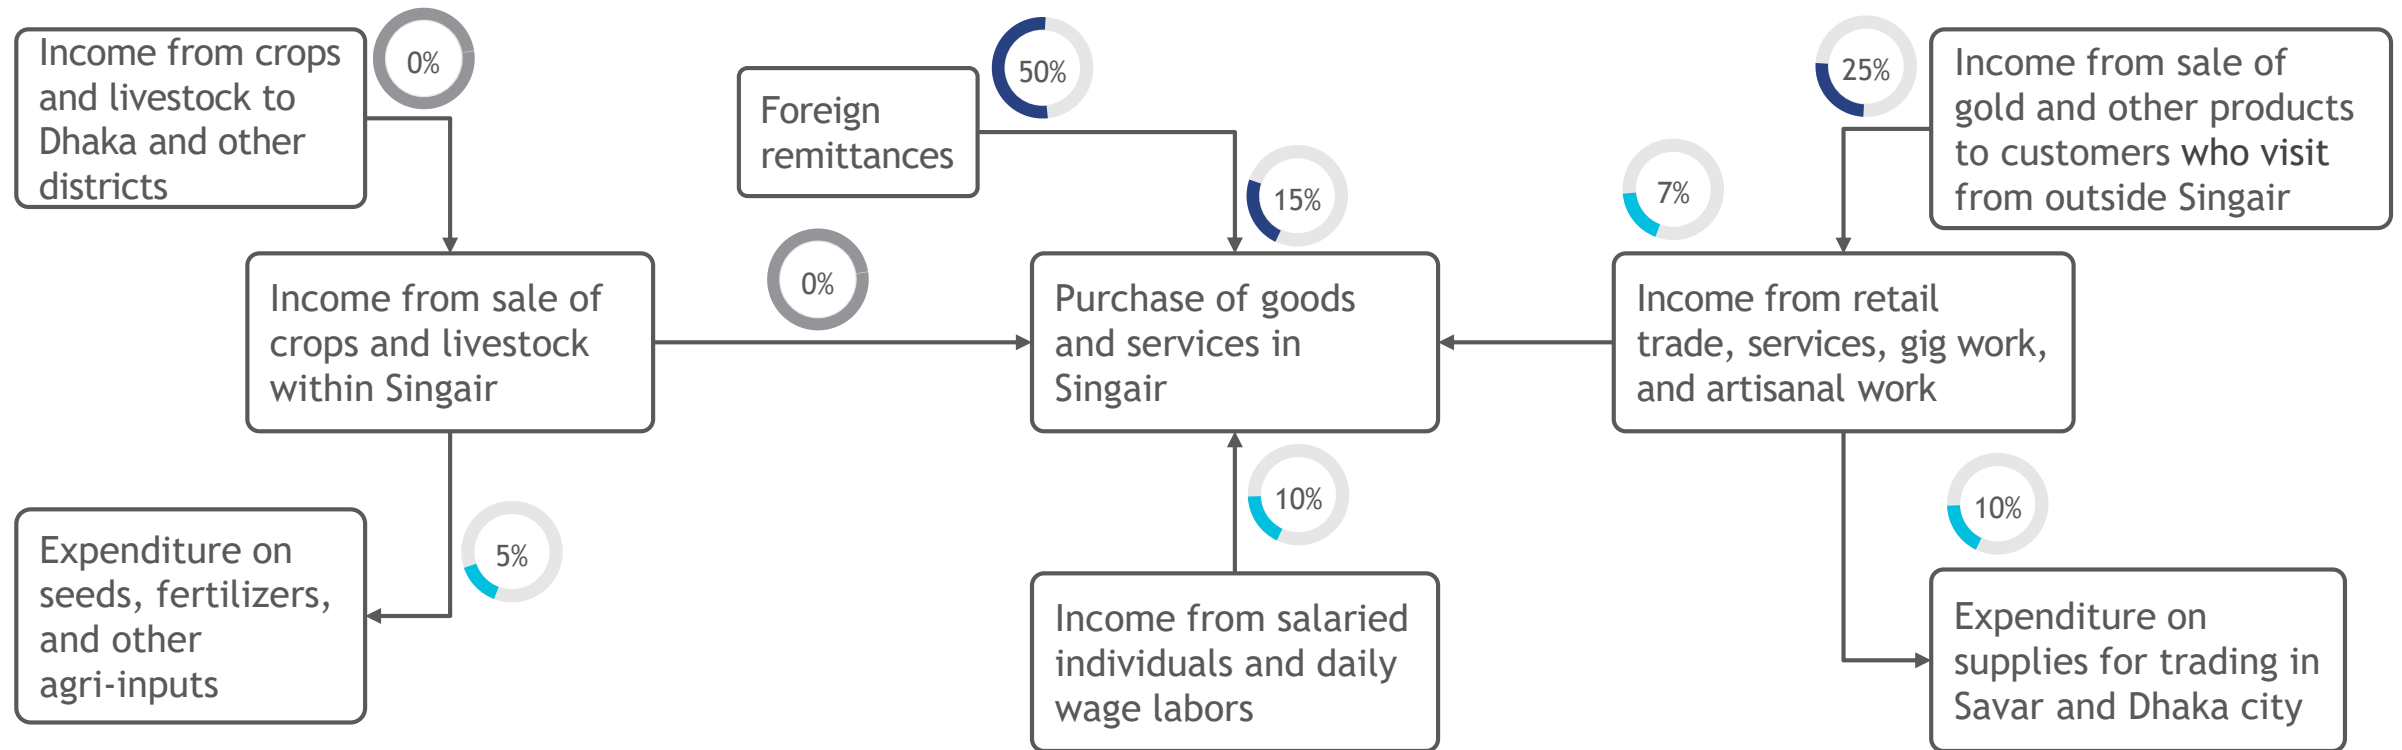 Income from crops
and livestock to
Dhaka and other
districts
0%
Foreign
remittances
50%
25%
Income from sale of
gold and other products
to customers who visit
from outside Singair
15%
7%
Income from sale of
crops and livestock
within Singair
0%
Purchase of goods
and services in
Singair
Income from retail
trade, services, gig work,
and artisanal work
Expenditure on
seeds, fertilizers,
and other
agri-inputs
5%
10%
Income from salaried
individuals and daily
wage labors
10%
Expenditure on
supplies for trading in
Savar and Dhaka city